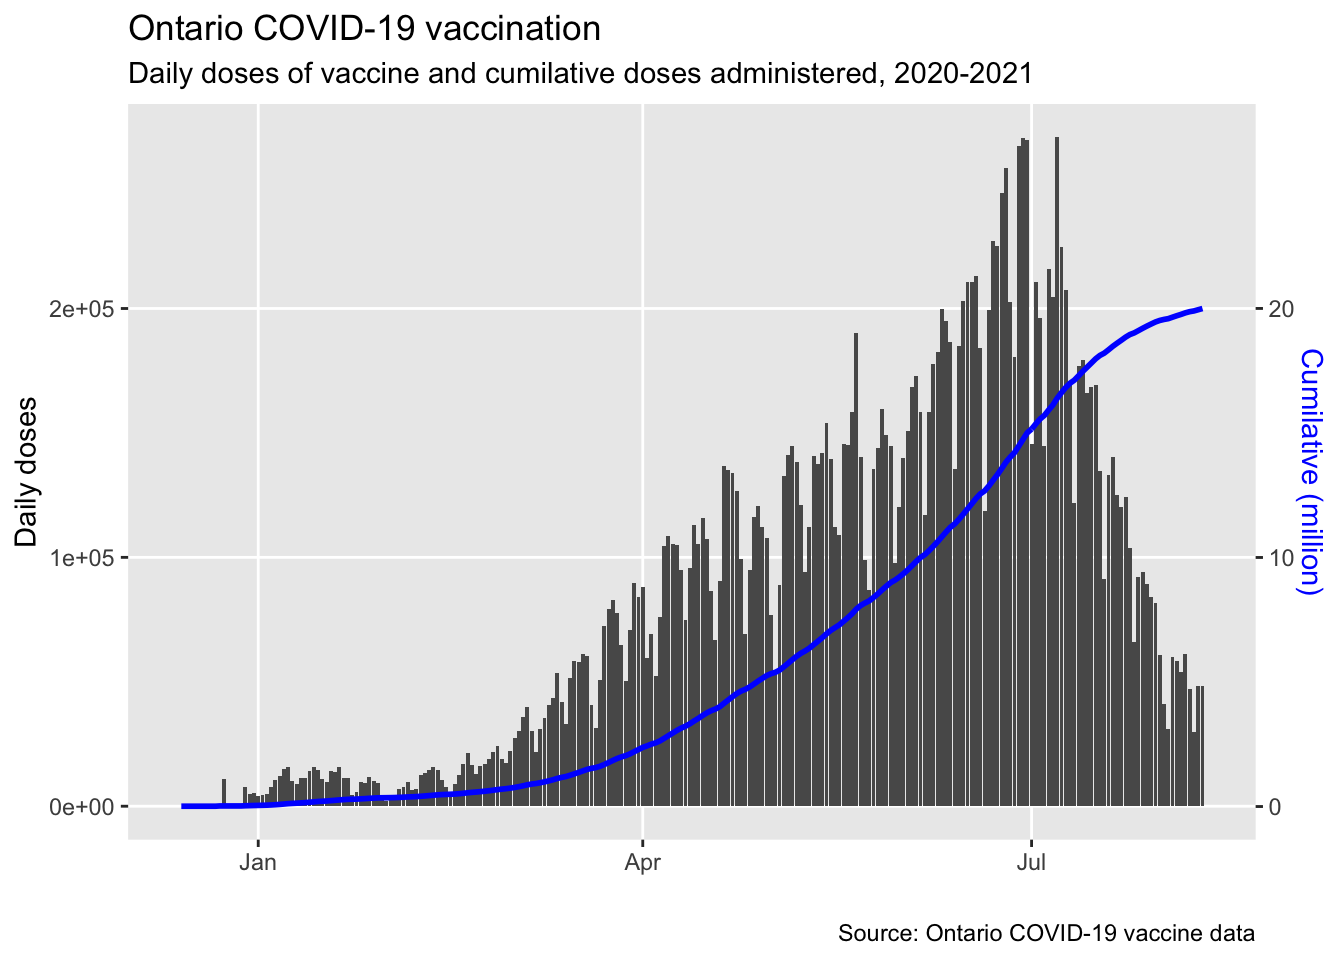 Ontario COVID-19 vaccination
Daily doses of vaccine and cumilative doses administered, 2020-2021
Daily doses
2e+05
1e+05
0e+00
20
10
0
Cumilative (million)
Jan
Apr
Jul
Source: Ontario COVID-19 vaccine data